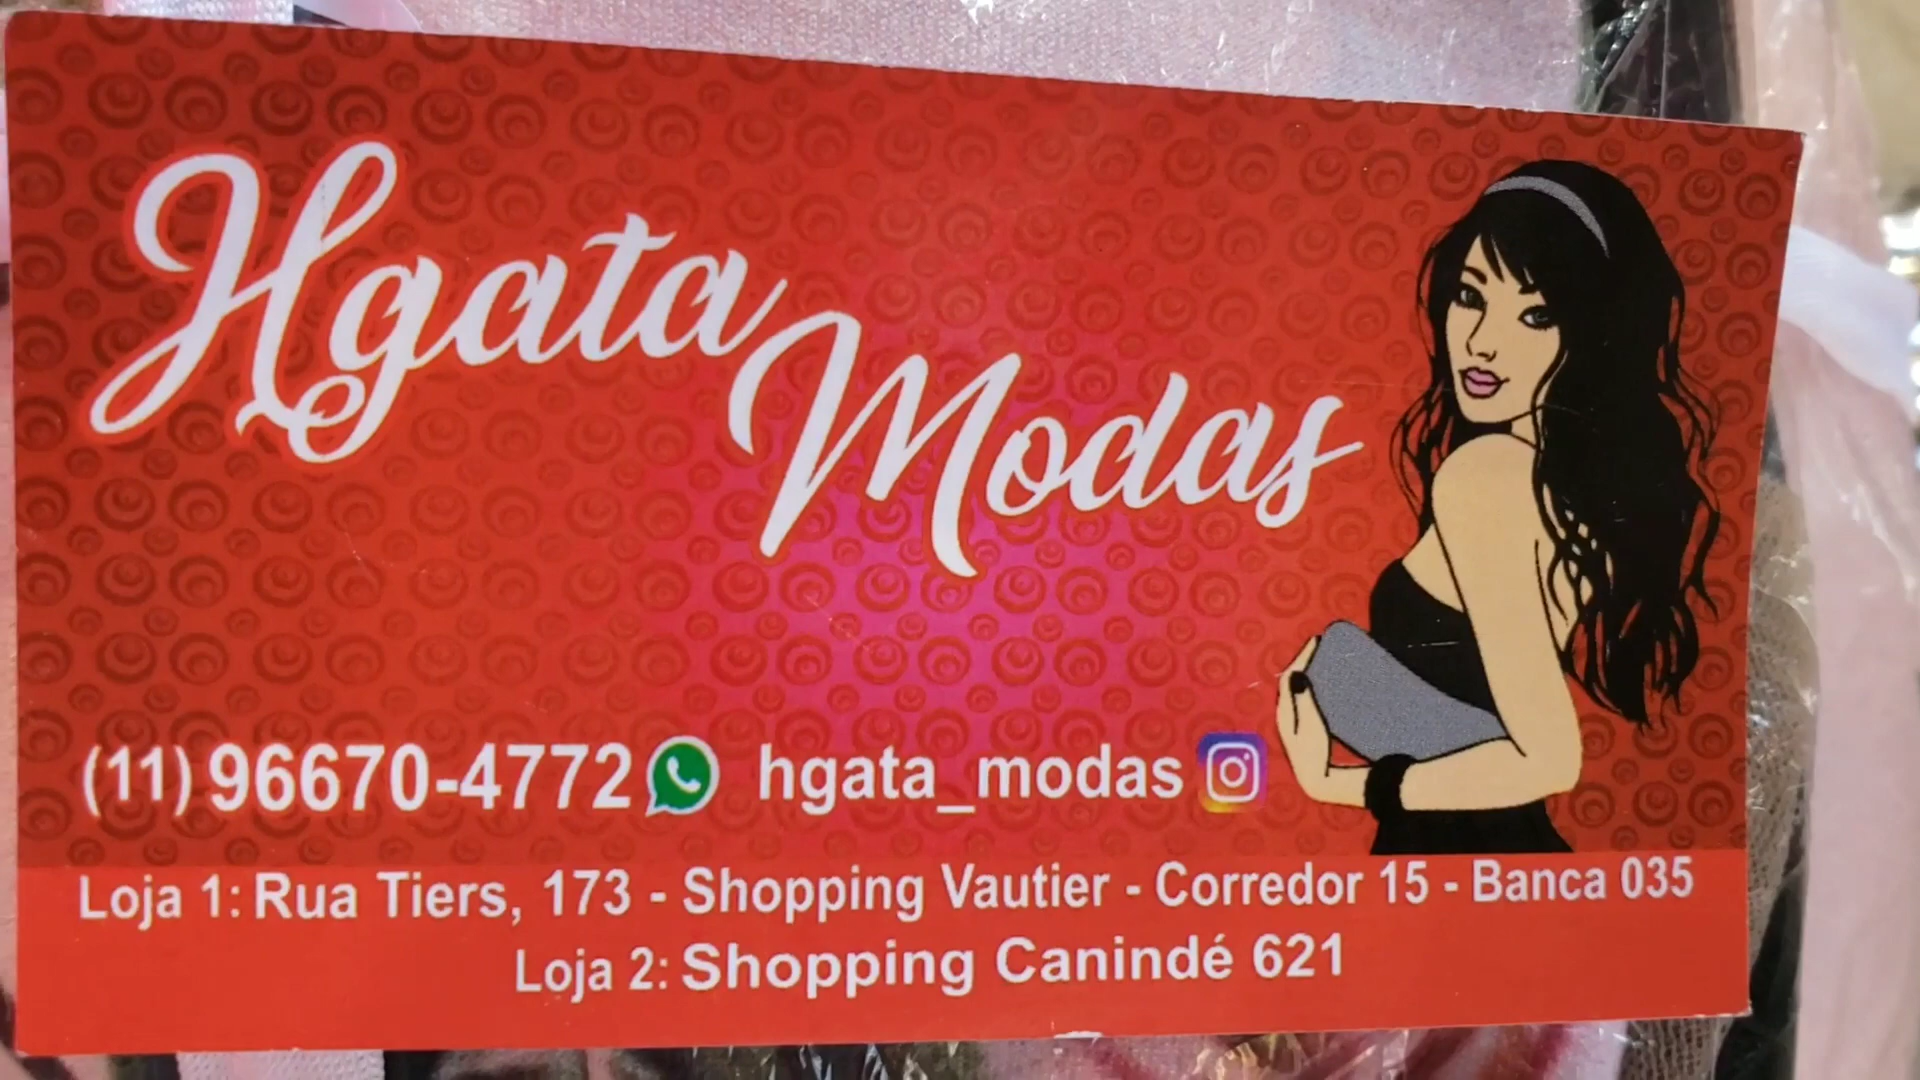 Hgata
Modas
(11) 96670-4772 hgata_modas
Loja 1: Rua Tiers, 173 - Shopping Vautier - Corredor 15 - Banca 035
Loja 2: Shopping Canindé 621